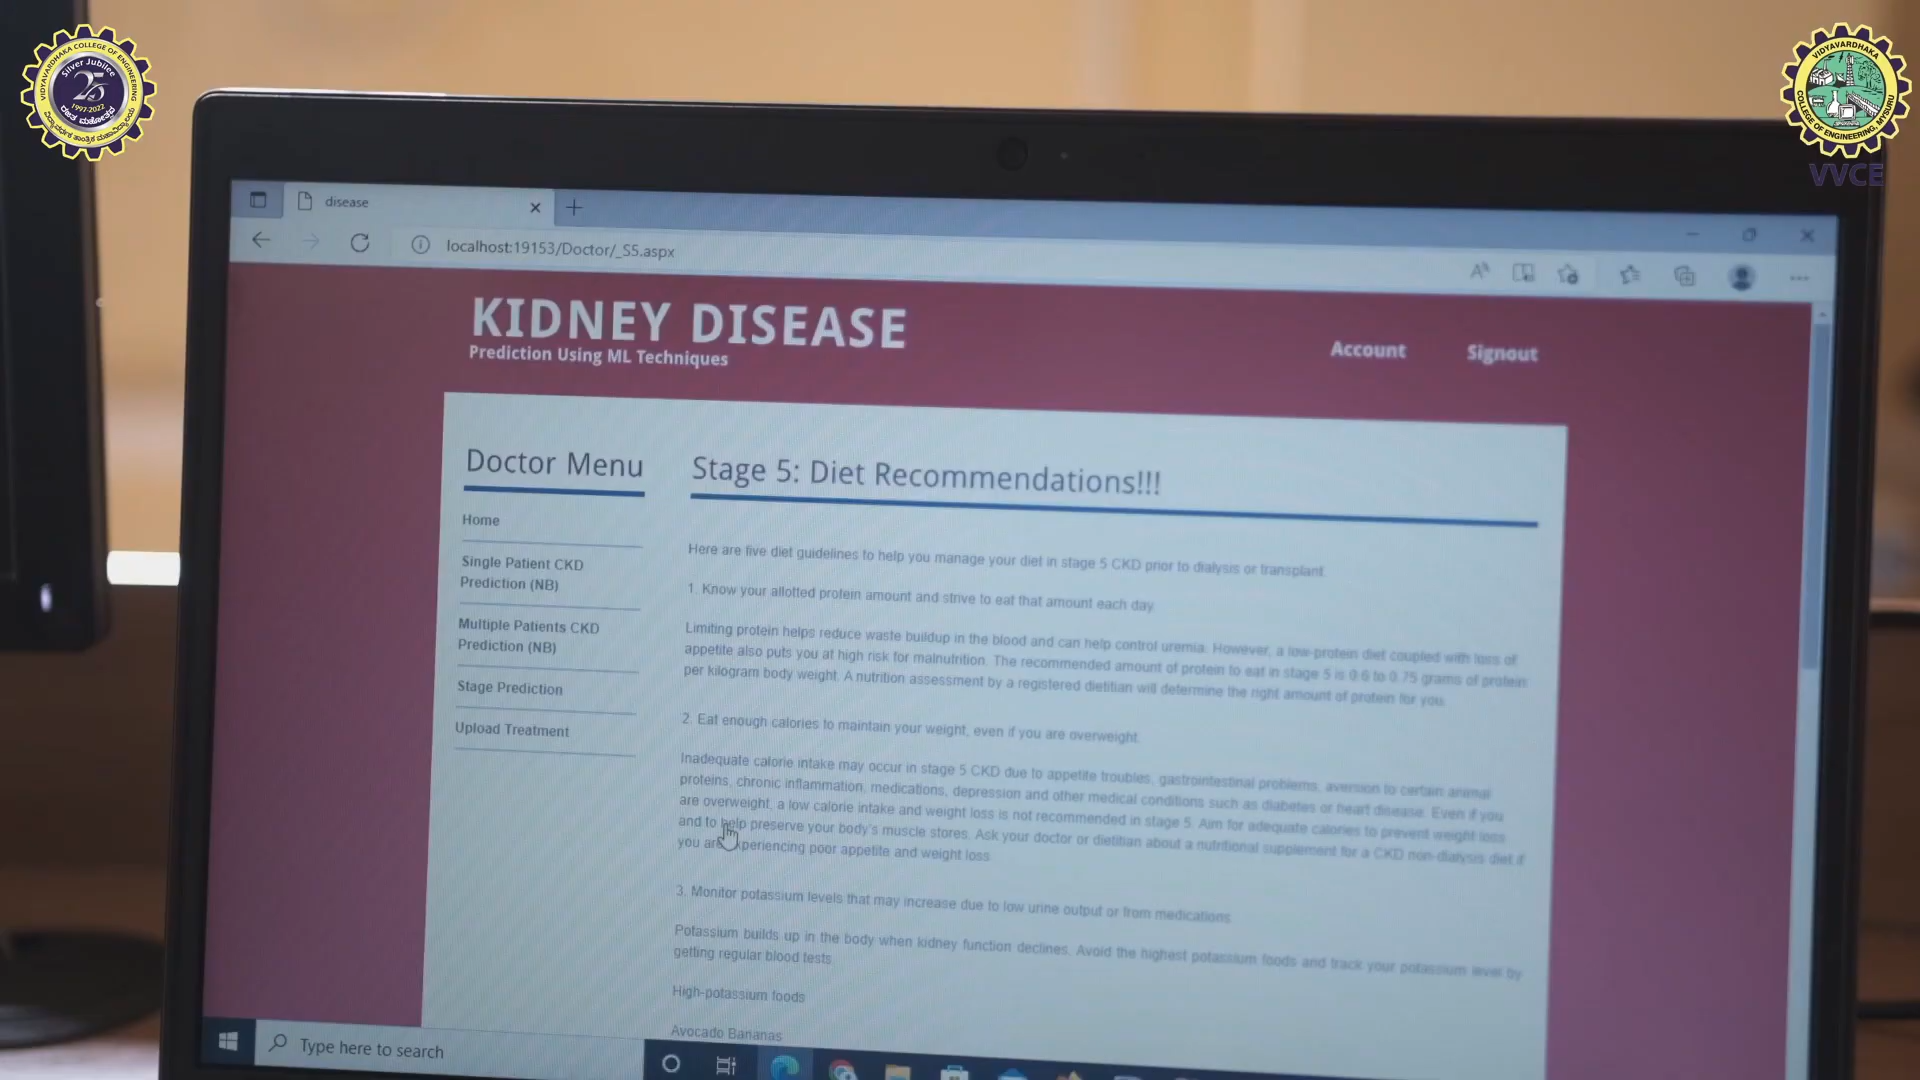 VIDYAVARDHAKA COLLEGE OF ENGINEERING
Silver Jubilee
25
1997-2022
VIDYAVARDHAKA
COLLEGE OF ENGINEERING, MYSURU
VVCE
disease
localhost:19153/Doctor/_S5.aspx
KIDNEY DISEASE
Prediction Using ML Techniques
Account
Signout
Doctor Menu
Home
Single Patient CKD
Prediction (NB)
Multiple Patients CKD
Prediction (NB)
Stage Prediction
Upload Treatment
Stage 5: Diet Recommendations!!!
Here are five diet guidelines to help you manage your diet in stage 5 CKD prior to dialysis or transplant.
1. Know your allotted protein amount and strive to eat that amount each day.
Limiting protein helps reduce waste buildup in the blood and can help control uremia. However, a low-protein diet coupled with loss of
appetite also puts you at high risk for malnutrition. The recommended amount of protein to eat in stage 5 is 0.6 to 0.75 grams of protein
per kilogram body weight. A nutrition assessment by a registered dietitian will determine the right amount of protein for you.
2. Eat enough calories to maintain your weight, even if you are overweight.
Inadequate calorie intake may occur in stage 5 CKD due to appetite troubles, gastrointestinal problems, aversion to certain animal
proteins, chronic inflammation, medications, depression and other medical conditions such as diabetes or heart disease. Even if you
are overweight, a low calorie intake and weight loss is not recommended in stage 5. Aim for adequate calories to prevent weight loss
and to help preserve your body's muscle stores. Ask your doctor or dietitian about a nutritional supplement for a CKD non-dialysis diet if
you are experiencing poor appetite and weight loss.
3. Monitor potassium levels that may increase due to low urine output or from medications.
Potassium builds up in the body when kidney function declines. Avoid the highest potassium foods and track your potassium level by
getting regular blood tests.
High-potassium foods
Avocado Bananas
Type here to search